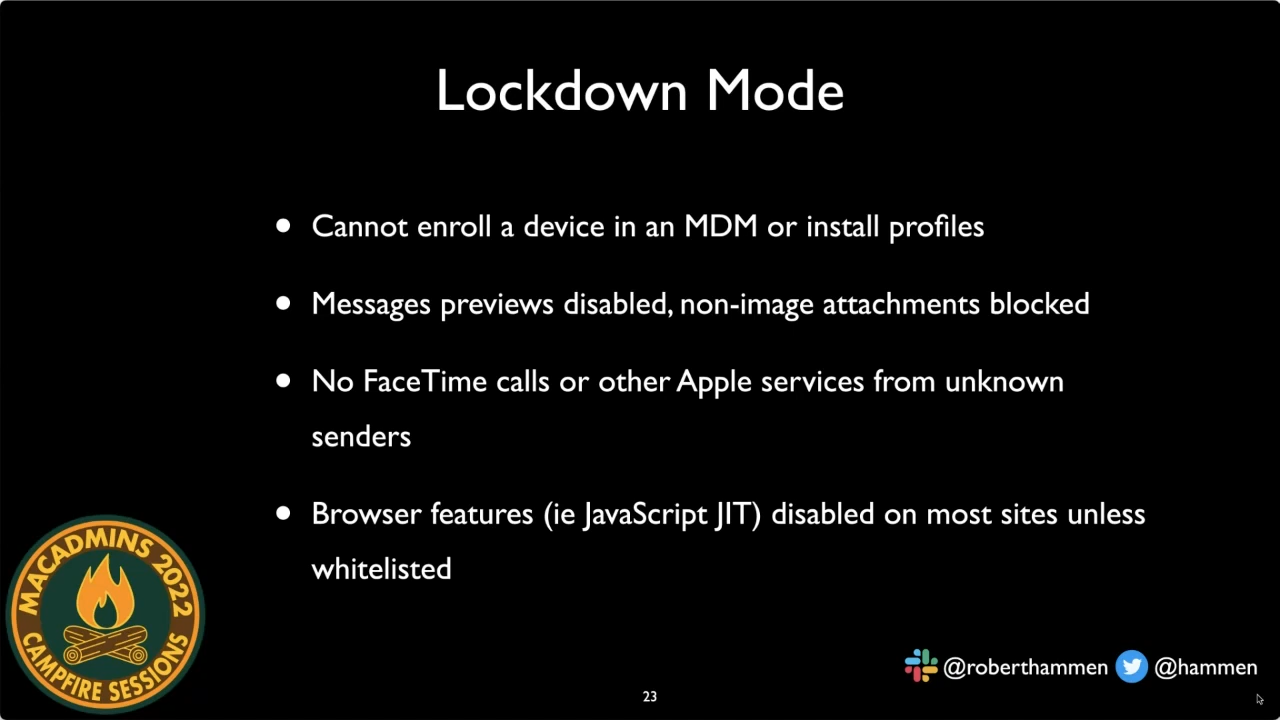 Lockdown Mode
• Cannot enroll a device in an MDM or install profiles
• Messages previews disabled, non-image attachments blocked
• No FaceTime calls or other Apple services from unknown
senders
• Browser features (ie JavaScript JIT) disabled on most sites unless
whitelisted
MACADMINS 2022
CAMPFIRE SESSIONS
@roberthammen @hammen
23